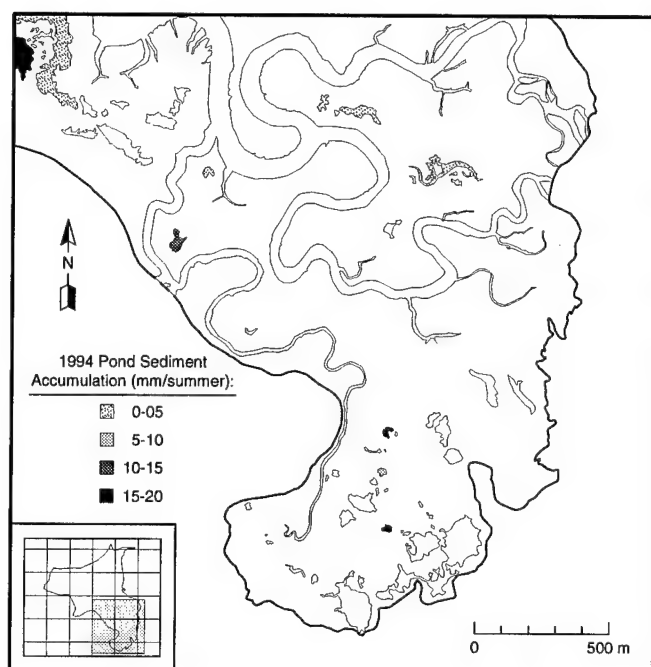 N
1994 Pond Sediment
Accumulation (mm/summer):
0-05
5-10
10-15
15-20
0 500 m